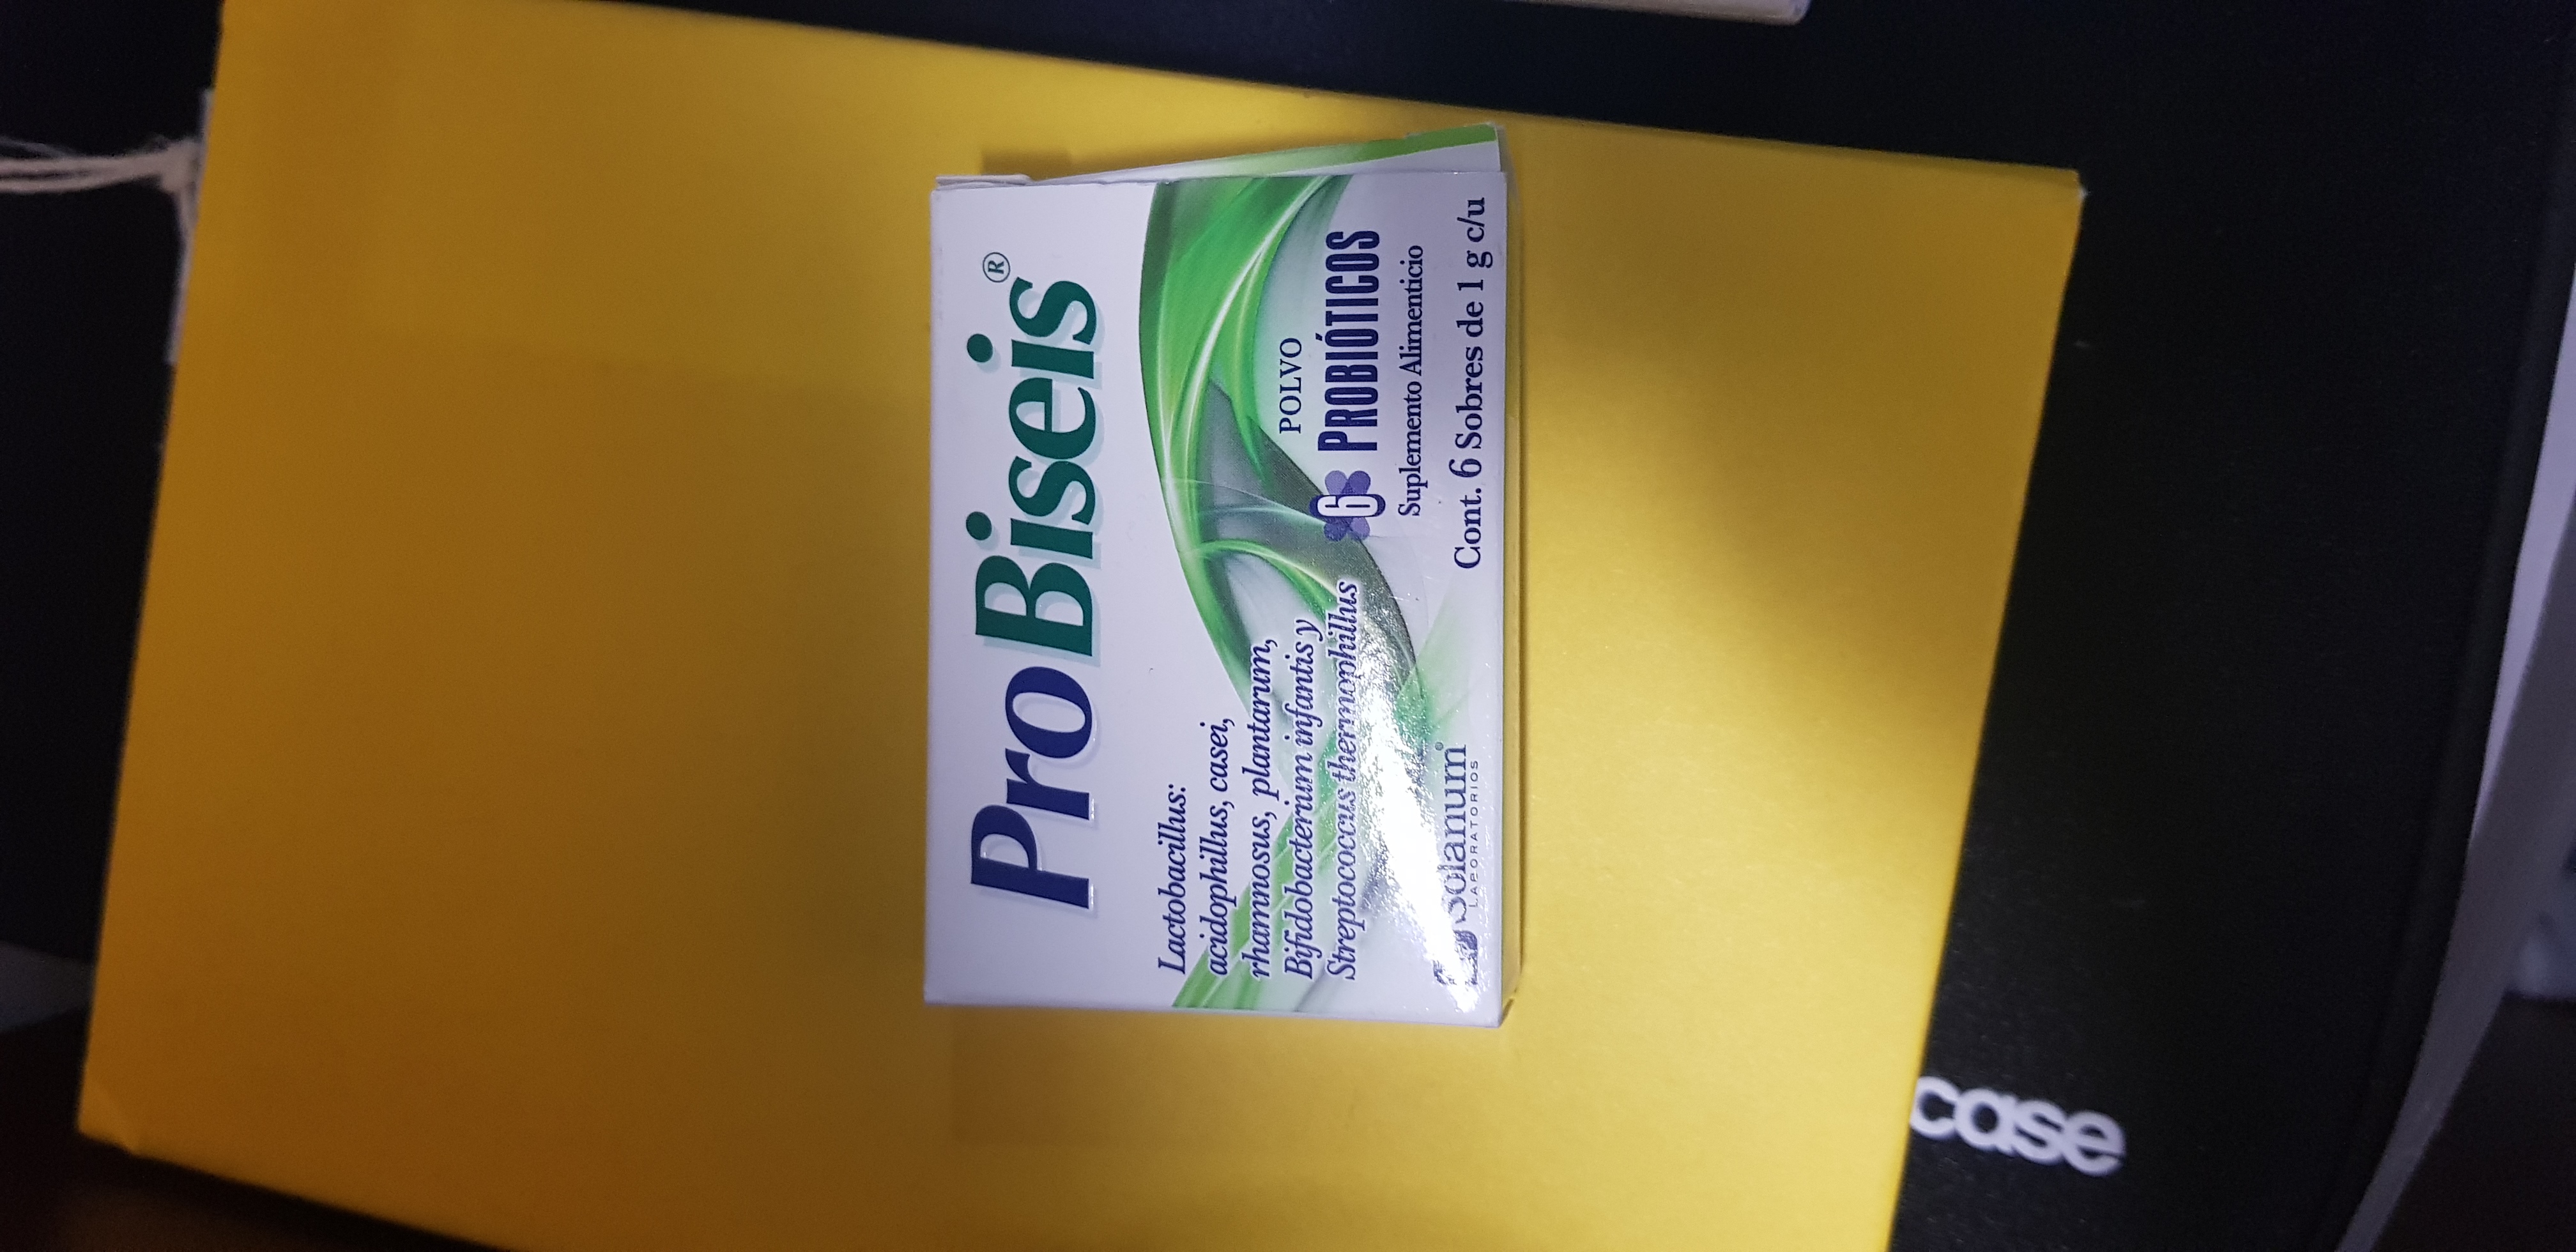 ProBiseis®
Lactobacillus:
acidophillus, casei,
rhamnosus, plantarum,
Bifidobacterium infantis y
Streptococcus thermophillus
POLVO
6 PROBIÓTICOS
Suplemento Alimenticio
Solanum®
LABORATORIOS
Cont. 6 Sobres de 1 g c/u
case